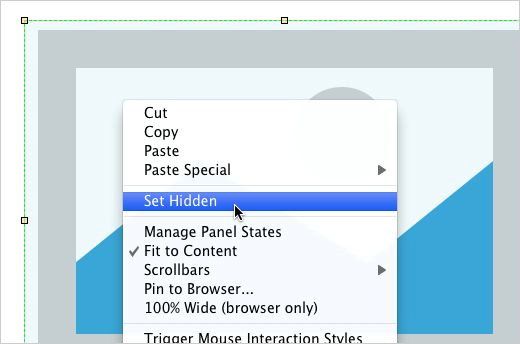 Cut
Copy
Paste
Paste Special
Set Hidden
Manage Panel States
Fit to Content
Scrollbars
Pin to Browser...
100% Wide (browser only)
Trigger Mouse Interaction Styles